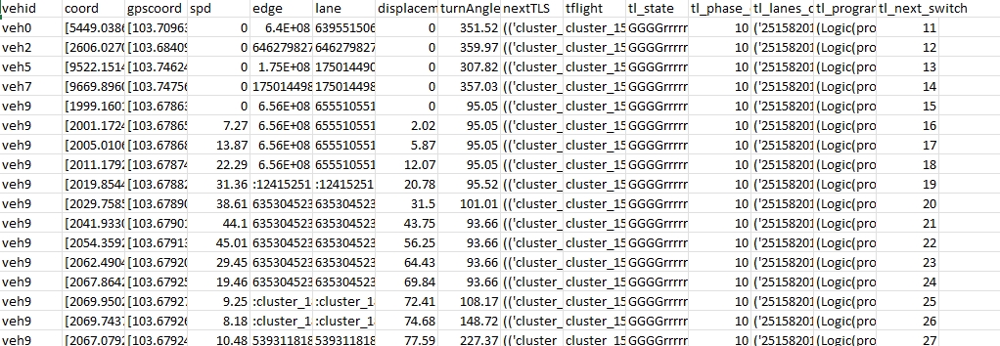 vehid coord gpscoord spd edge lane displacem turnAngle nextTLS tflight tl_state tl_phase_ tl_lanes_c tl_prograr tl_next_switch
veh0 [5449.0386 [103.7096 0 6.4E+08 639551506 0 351.52 (('cluster_ cluster_15 GGGGrrrrr 10 ('25158201 (Logic(pro 11
veh2 [2606.0270 [103.68409 0 646279827 646279827 0 359.97 (('cluster_ cluster_15 GGGGrrrrr 10 ('25158201 (Logic(pro 12
veh5 [9522.1514 [103.74624 0 1.75E+08 175014490 0 307.82 (('cluster_ cluster_15 GGGGrrrrr 10 ('25158201 (Logic(pro 13
veh7 [9669.8960 [103.74756 0 175014498 175014498 0 357.03 (('cluster_ cluster_15 GGGGrrrrr 10 ('25158201 (Logic(pro 14
veh9 [1999.1601 [103.67863 0 6.56E+08 655510551 0 95.05 (('cluster_ cluster_15 GGGGrrrrr 10 ('25158201 (Logic(pro 15
veh9 [2001.1724 [103.67865 7.27 6.56E+08 655510551 2.02 95.05 (('cluster_ cluster_15 GGGGrrrrr 10 ('25158201 (Logic(pro 16
veh9 [2005.0106 [103.67868 13.87 6.56E+08 655510551 5.87 95.05 (('cluster_ cluster_15 GGGGrrrrr 10 ('25158201 (Logic(pro 17
veh9 [2011.1792 [103.67874 22.29 6.56E+08 655510551 12.07 95.05 (('cluster_ cluster_15 GGGGrrrrr 10 ('25158201 (Logic(pro 18
veh9 [2019.8544 [103.67882 31.36 :12415251 :12415251 20.78 95.52 (('cluster_ cluster_15 GGGGrrrrr 10 ('25158201 (Logic(pro 19
veh9 [2029.7585 [103.67890 38.61 635304523 635304523 31.5 101.01 (('cluster_ cluster_15 GGGGrrrrr 10 ('25158201 (Logic(pro 20
veh9 [2041.9330 [103.67901 44.1 635304523 635304523 43.75 93.66 (('cluster_ cluster_15 GGGGrrrrr 10 ('25158201 (Logic(pro 21
veh9 [2054.3592 [103.67913 45.01 635304523 635304523 56.25 93.66 (('cluster_ cluster_15 GGGGrrrrr 10 ('25158201 (Logic(pro 22
veh9 [2062.4904 [103.67920 29.45 635304523 635304523 64.43 93.66 (('cluster_ cluster_15 GGGGrrrrr 10 ('25158201 (Logic(pro 23
veh9 [2067.8642 [103.67925 19.46 635304523 635304523 69.84 93.66 (('cluster_ cluster_15 GGGGrrrrr 10 ('25158201 (Logic(pro 24
veh9 [2069.9502 [103.67927 9.25 :cluster_1 :cluster_1 72.41 108.17 (('cluster_ cluster_15 GGGGrrrrr 10 ('25158201 (Logic(pro 25
veh9 [2069.7437 [103.67926 8.18 :cluster_1 :cluster_1 74.68 148.72 (('cluster_ cluster_15 GGGGrrrrr 10 ('25158201 (Logic(pro 26
veh9 [2067.0792 [103.67924 10.48 539311818 539311818 77.59 227.37 (('cluster_ cluster_15 GGGGrrrrr 10 ('25158201 (Logic(pro 27